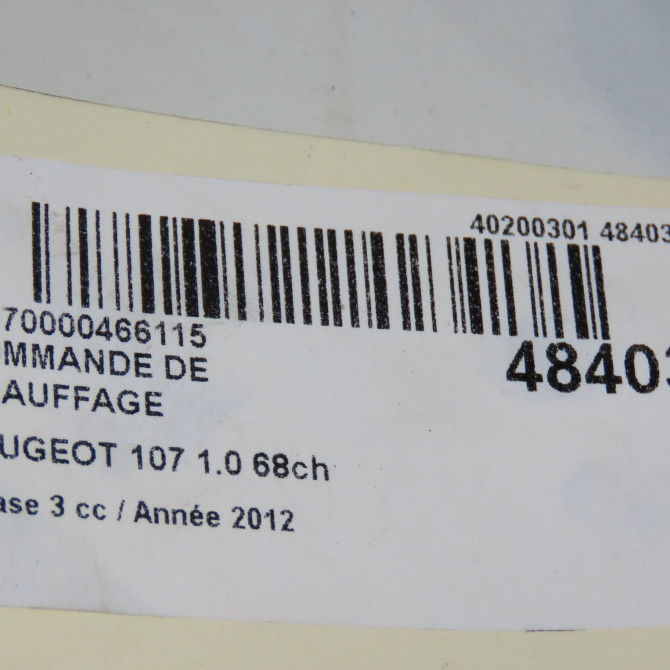 40200301 48403
70000466115
48403
MMANDE DE
AUFFAGE
UGEOT 107 1.0 68ch
ase 3 cc / Année 2012